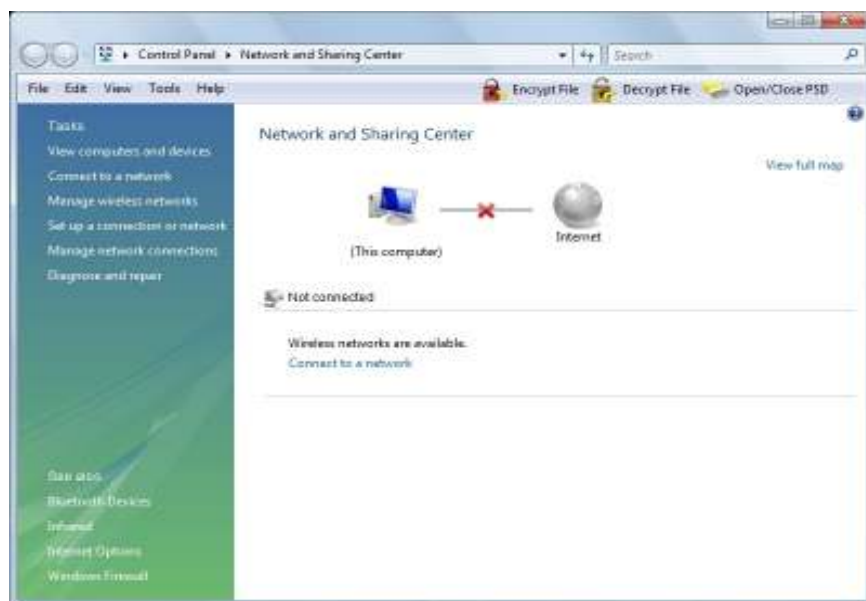 Control Panel Network and Sharing Center Search
File Edit View Tools Help Encrypt File Decrypt File Open/Close PSD
Tasks
View computers and devices
Connect to a network
Manage wireless networks
Set up a connection or network
Manage network connections
Diagnose and repair
Network and Sharing Center
View full map
(This computer)
Internet
Not connected
Wireless networks are available.
Connect to a network
See also
Bluetooth Devices
Infrared
Internet Options
Windows Firewall